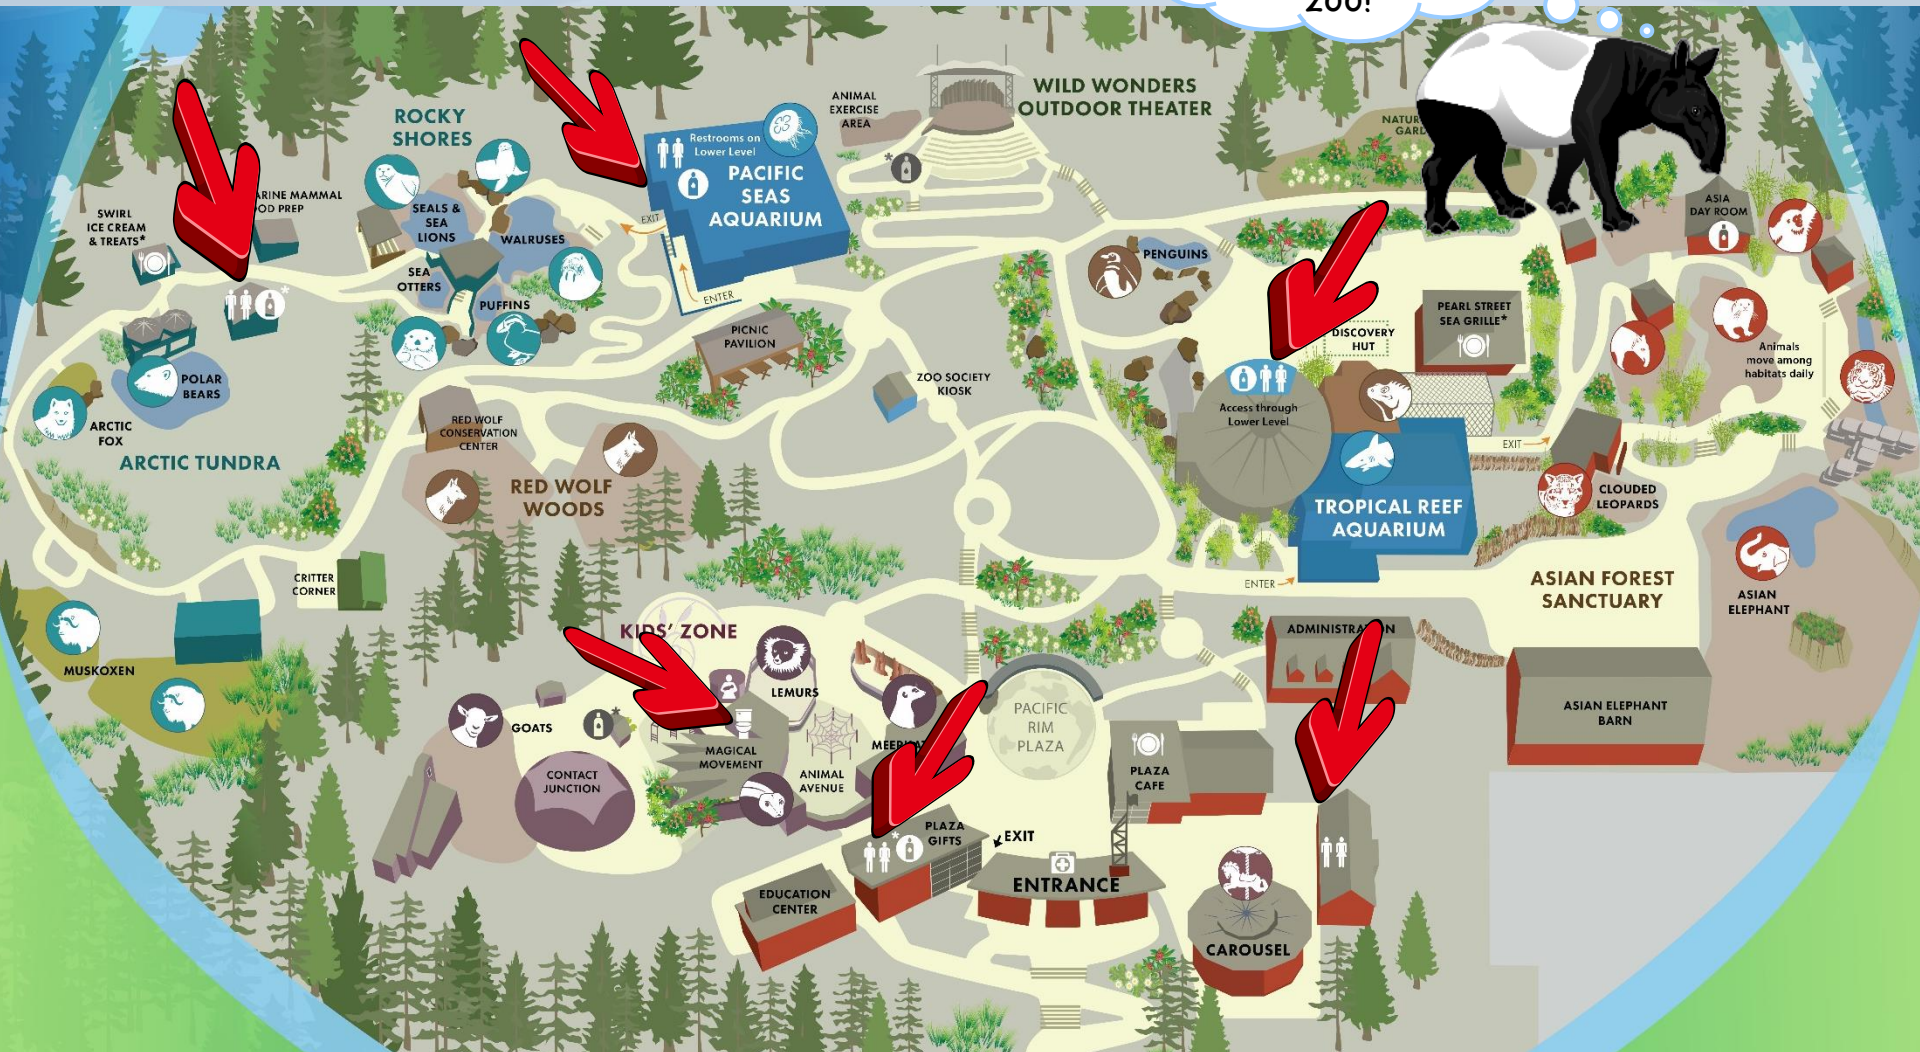 ZOO!
WILD WONDERS
OUTDOOR THEATER
ANIMAL
EXERCISE
AREA
ROCKY
SHORES
Restrooms on
Lower Level
PACIFIC
SEAS
AQUARIUM
EXIT
ENTER
SWIRL
ICE CREAM
& TREATS*
PREP
MAMMAL
SEALS &
SEA
LIONS
WALRUSES
SEA
OTTERS
PUFFINS
*
*
PENGUINS
ASIA
DAY ROOM
PICNIC
PAVILION
PEARL STREET
SEA GRILLE*
DISCOVERY
HUT
Animals
move among
habitats daily
POLAR
BEARS
ZOO SOCIETY
KIOSK
Access through
Lower Level
ARCTIC
FOX
ARCTIC TUNDRA
RED WOLF
CONSERVATION
CENTER
RED WOLF
WOODS
EXIT
CLOUDED
LEOPARDS
TROPICAL REEF
AQUARIUM
ENTER
CRITTER
CORNER
ASIAN FOREST
SANCTUARY
ASIAN
ELEPHANT
KIDS' ZONE
ADMINISTRATION
MUSKOXEN
LEMURS
GOATS
*
MAGICAL
MOVEMENT
PACIFIC
RIM
PLAZA
ASIAN ELEPHANT
BARN
CONTACT
JUNCTION
ANIMAL
AVENUE
PLAZA
CAFE
*
PLAZA
GIFTS
EXIT
ENTRANCE
EDUCATION
CENTER
CAROUSEL